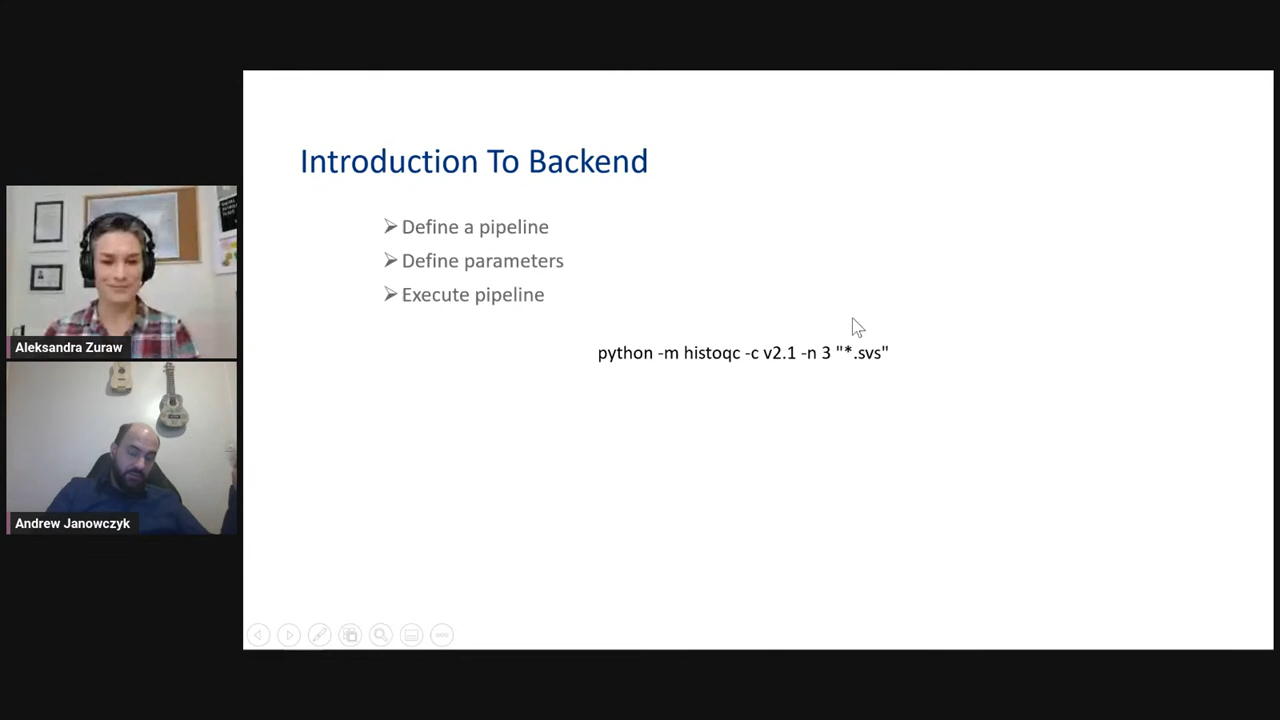 Introduction To Backend
Define a pipeline
Define parameters
Execute pipeline
python -m histoqc -c v2.1 -n 3 "*.svs"
Aleksandra Zuraw
Andrew Janowczyk